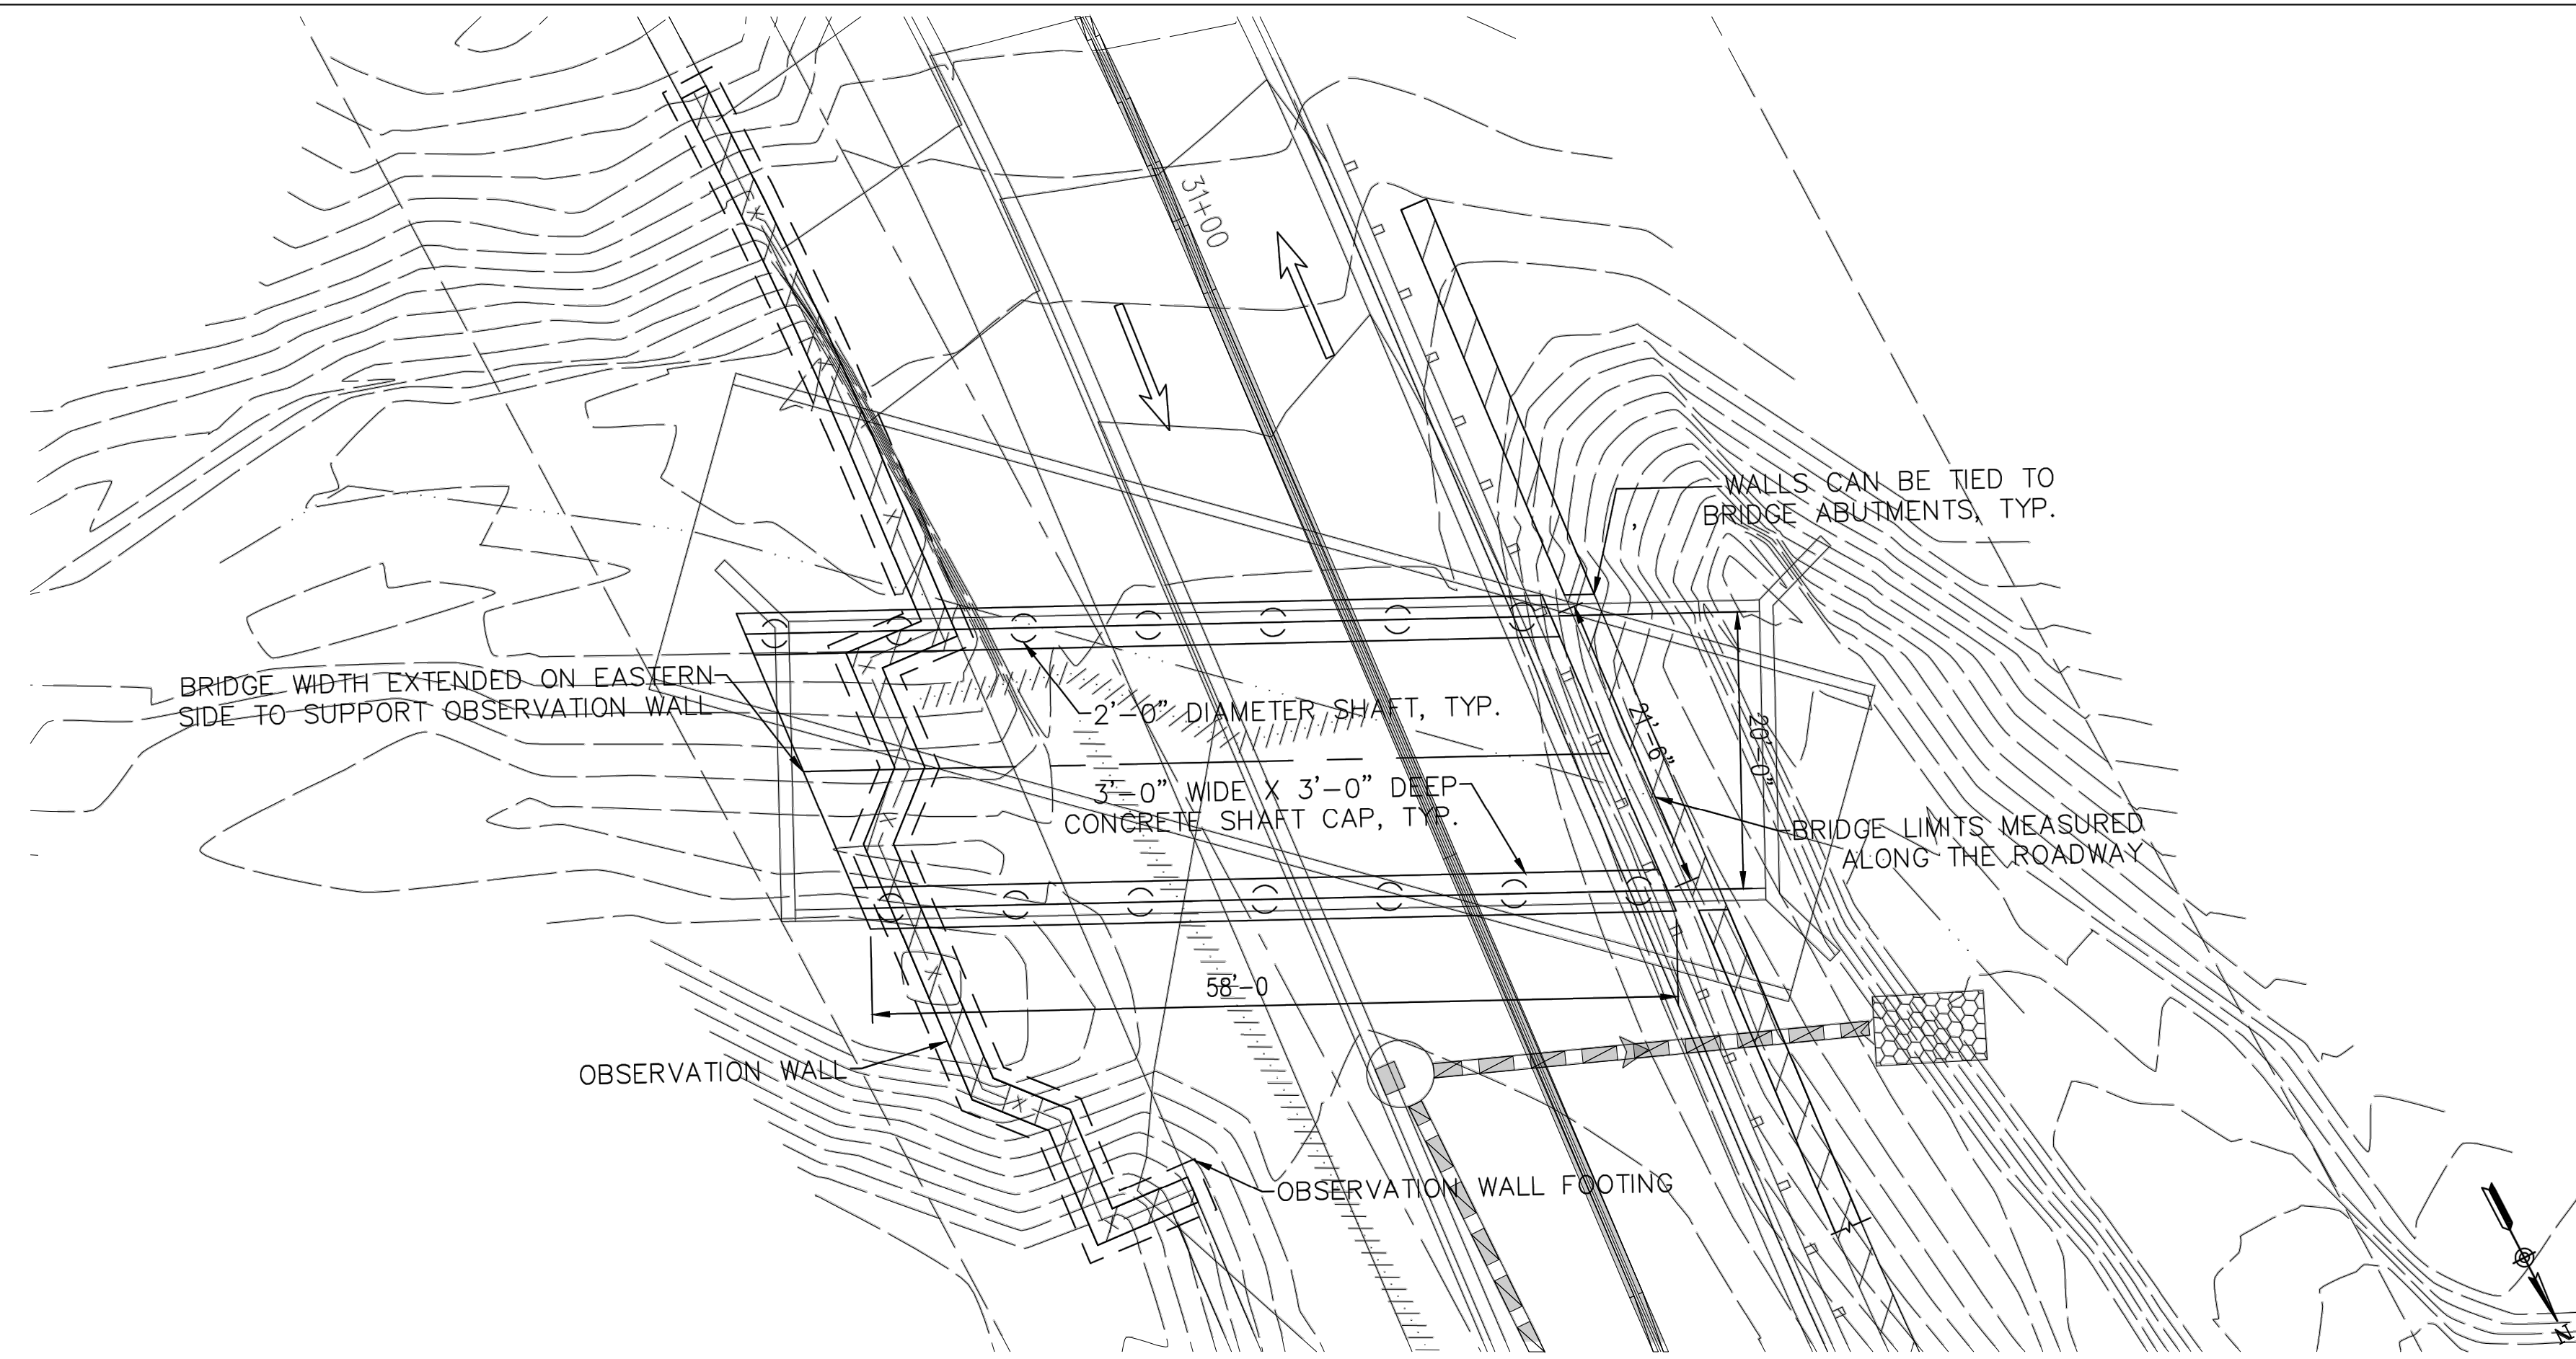 31+00
WALLS CAN BE TIED TO
BRIDGE ABUTMENTS, TYP.
BRIDGE WIDTH EXTENDED ON EASTERN
SIDE TO SUPPORT OBSERVATION WALL
2'-0" DIAMETER SHAFT, TYP.
21'-6"
20'-0"
3'-0" WIDE X 3'-0" DEEP
CONCRETE SHAFT CAP, TYP.
BRIDGE LIMITS MEASURED
ALONG THE ROADWAY
58'-0
OBSERVATION WALL
OBSERVATION WALL FOOTING
N